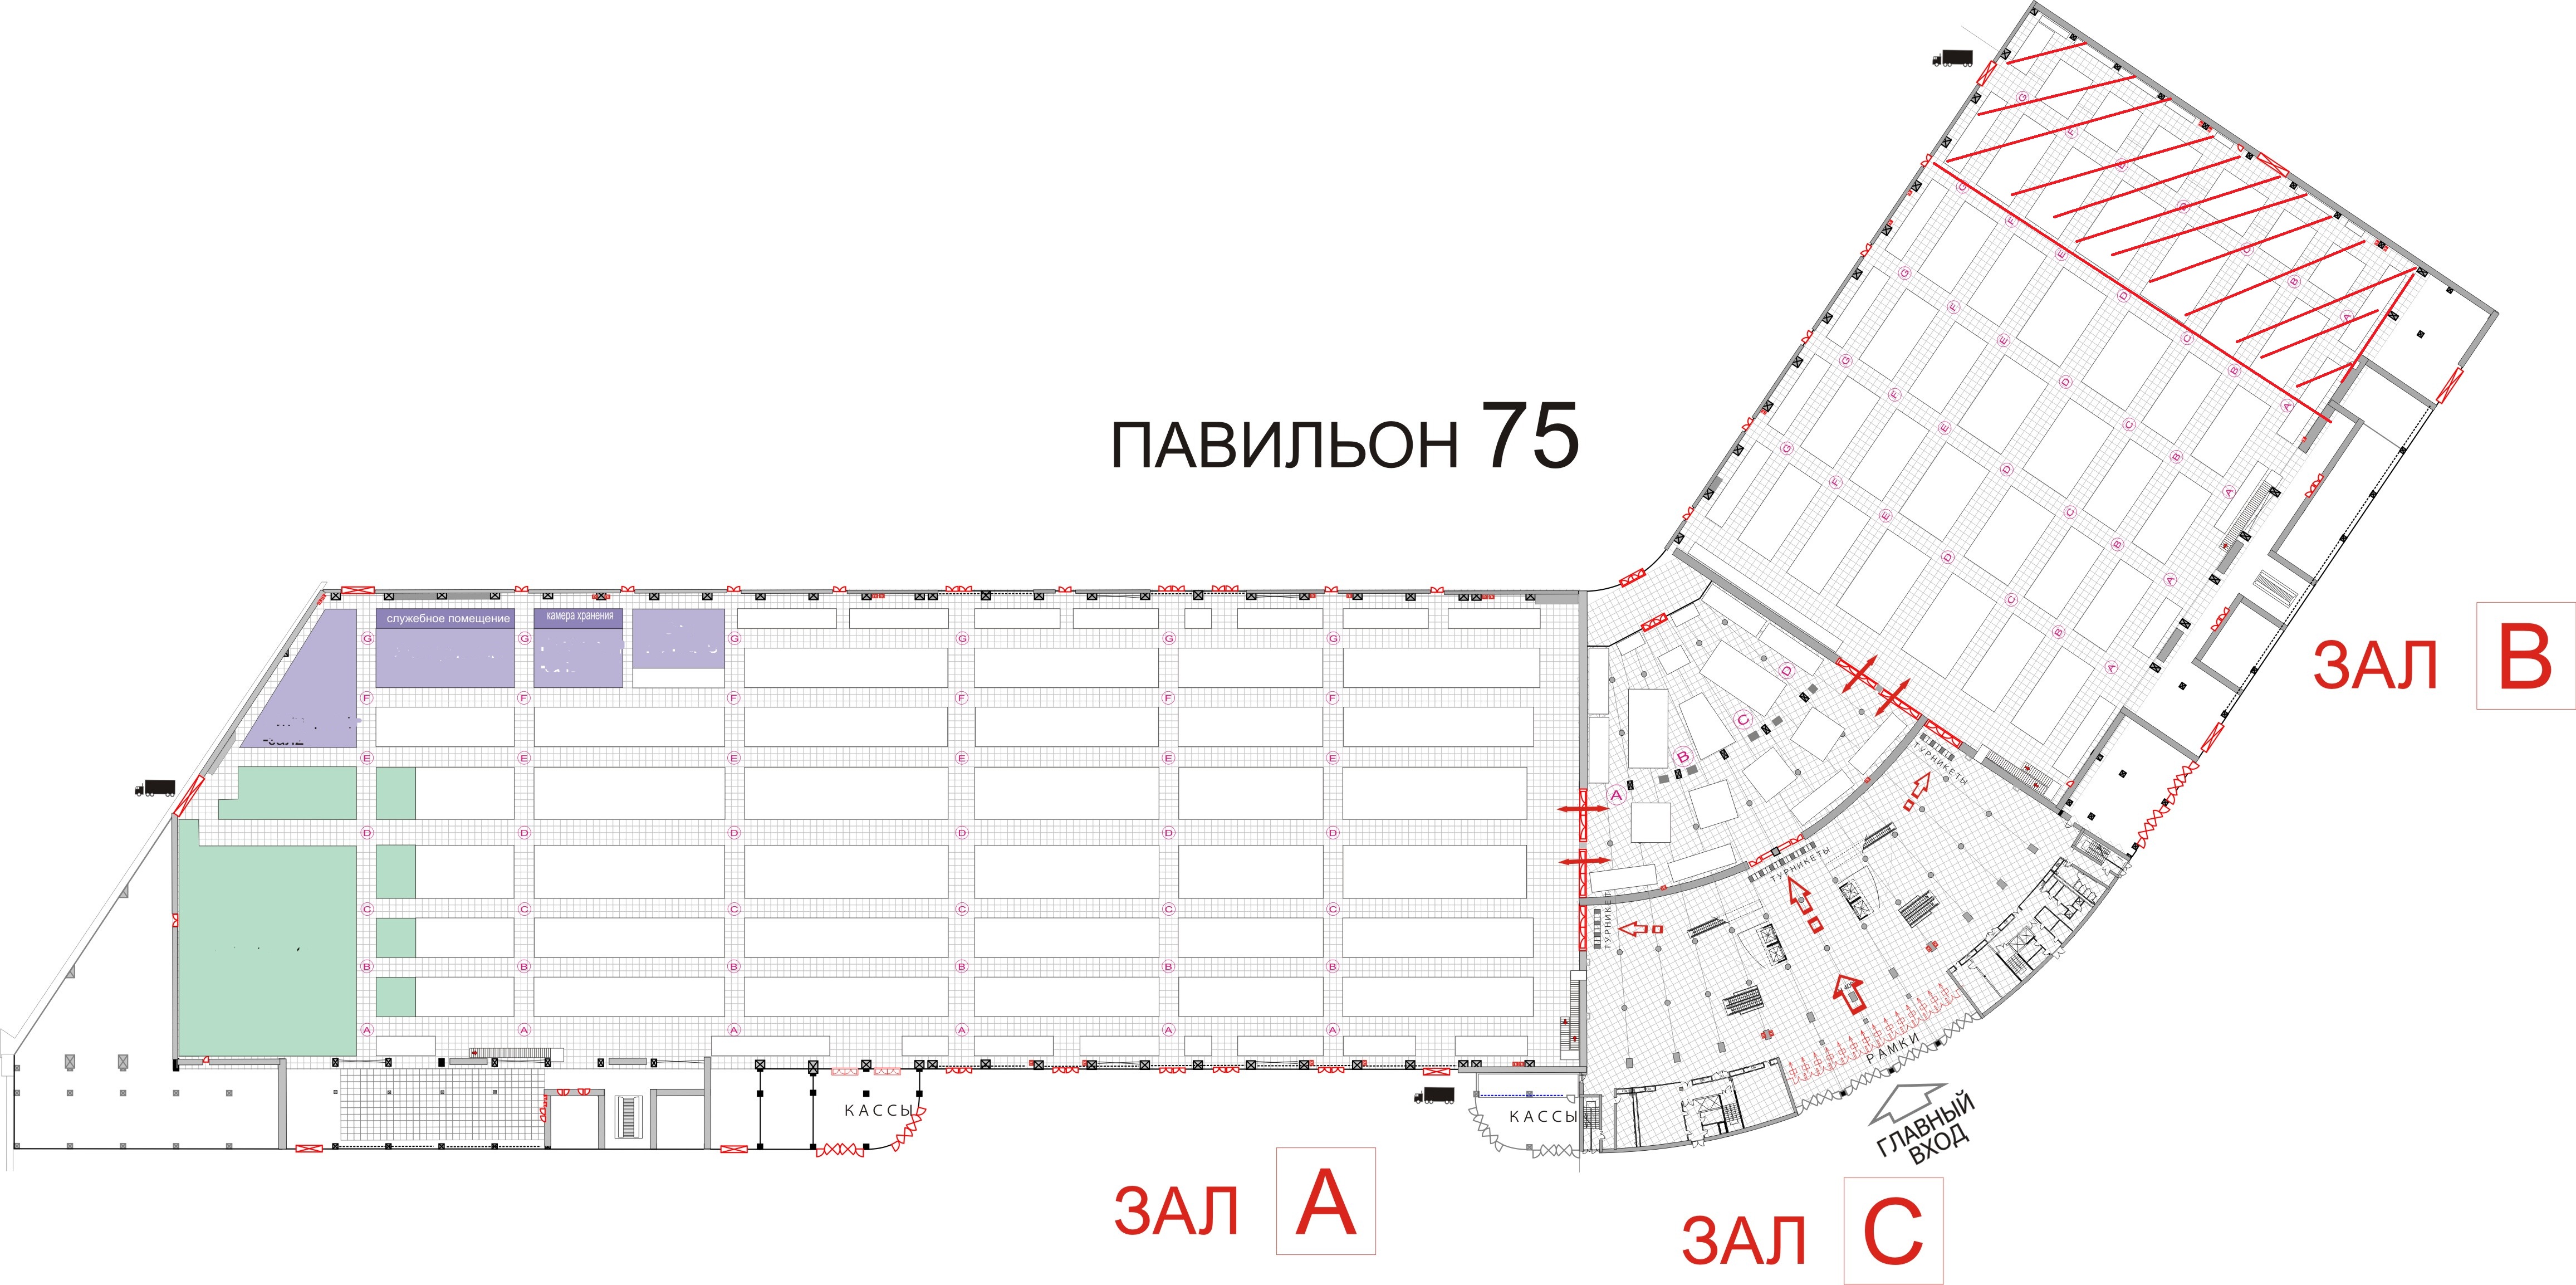 ПАВИЛЬОН 75
служебное помещение
камера хранения
G G G G G G
F F F F F F
E E E E E E
D D D D D D
C C C C C C
B B B B B B
A A A A A A
КАССЫ
КАССЫ
ЗАЛ A
A
B
C
D
ТУРНИКЕТЫ
ТУРНИКЕТЫ
ТУРНИКЕТ
РАМКИ
ГЛАВНЫЙ
ВХОД
ЗАЛ C
G F E D C B A
G F E D C B A
G F E D C B A
G F E D C B A
G F E D C B A
ЗАЛ B